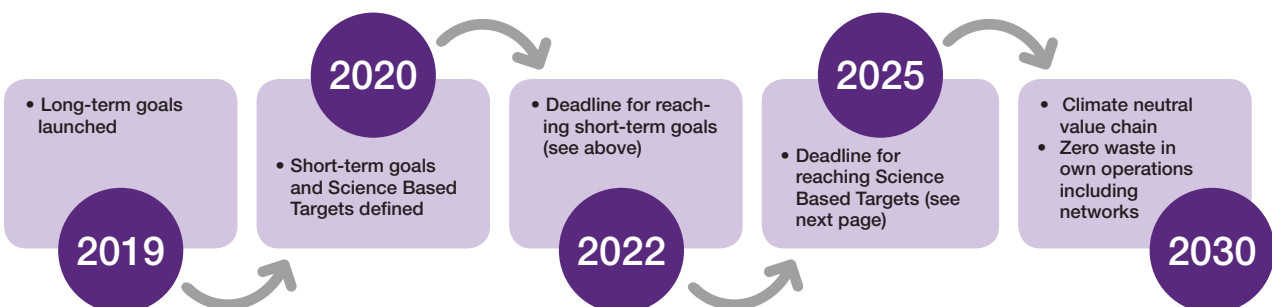 • Long-term goals
launched
2019
2020
• Short-term goals
and Science Based
Targets defined
• Deadline for reach-
ing short-term goals
(see above)
2022
2025
• Deadline for
reaching Science
Based Targets (see
next page)
• Climate neutral
value chain
• Zero waste in
own operations
including
networks
2030